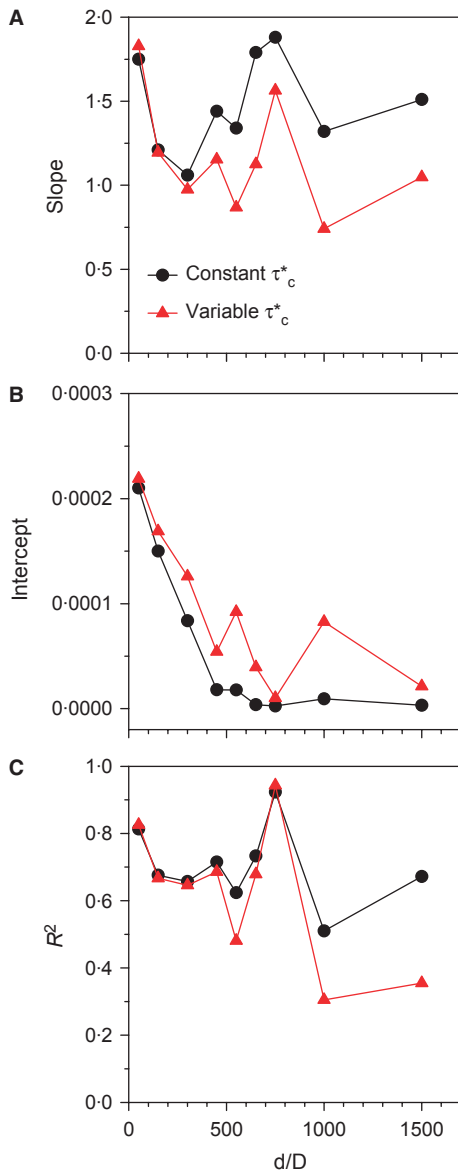 A
2·0
1·5
1·0
0·5
0·0
Slope
Constant τ*c
Variable τ*c
B
0·0003
0·0002
0·0001
0·0000
Intercept
C
1·0
0·8
0·6
0·4
0·2
0·0
R2
0 500 1000 1500
d/D